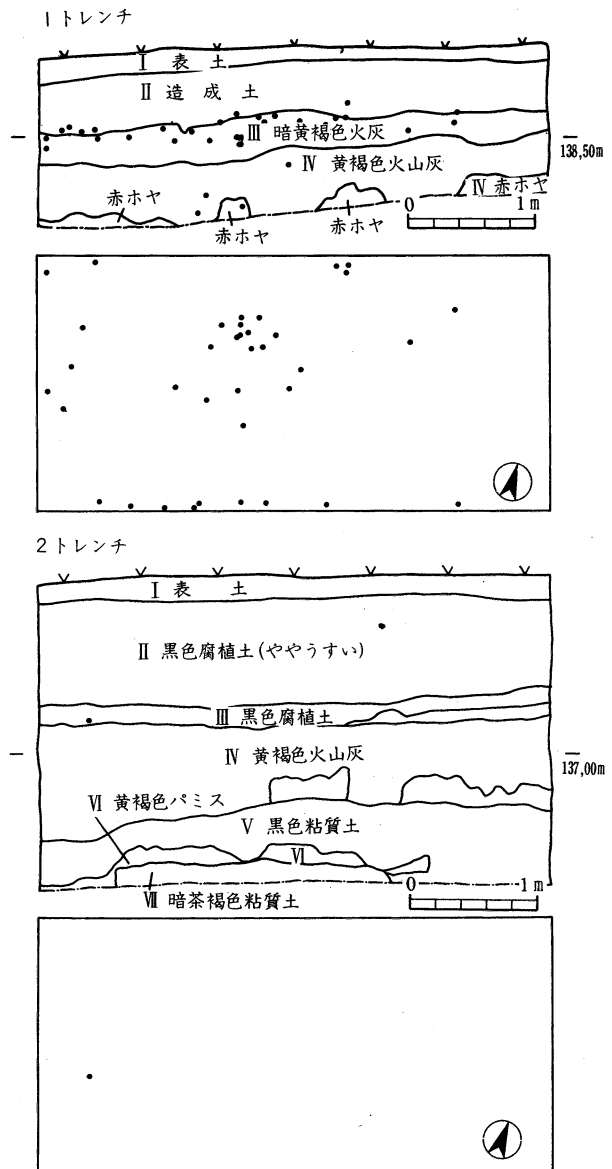 1トレンチ
I 表土
II 造成土
III 暗黄褐色火灰
138,50m
IV 黄褐色火山灰
赤ホヤ
IV 赤ホヤ
赤ホヤ
赤ホヤ
0 1m
2トレンチ
I 表土
II 黒色腐植土(ややうすい)
III 黒色腐植土
IV 黄褐色火山灰
137,00m
VI 黄褐色パミス
V 黒色粘質土
VI
VII 暗茶褐色粘質土
0 1m